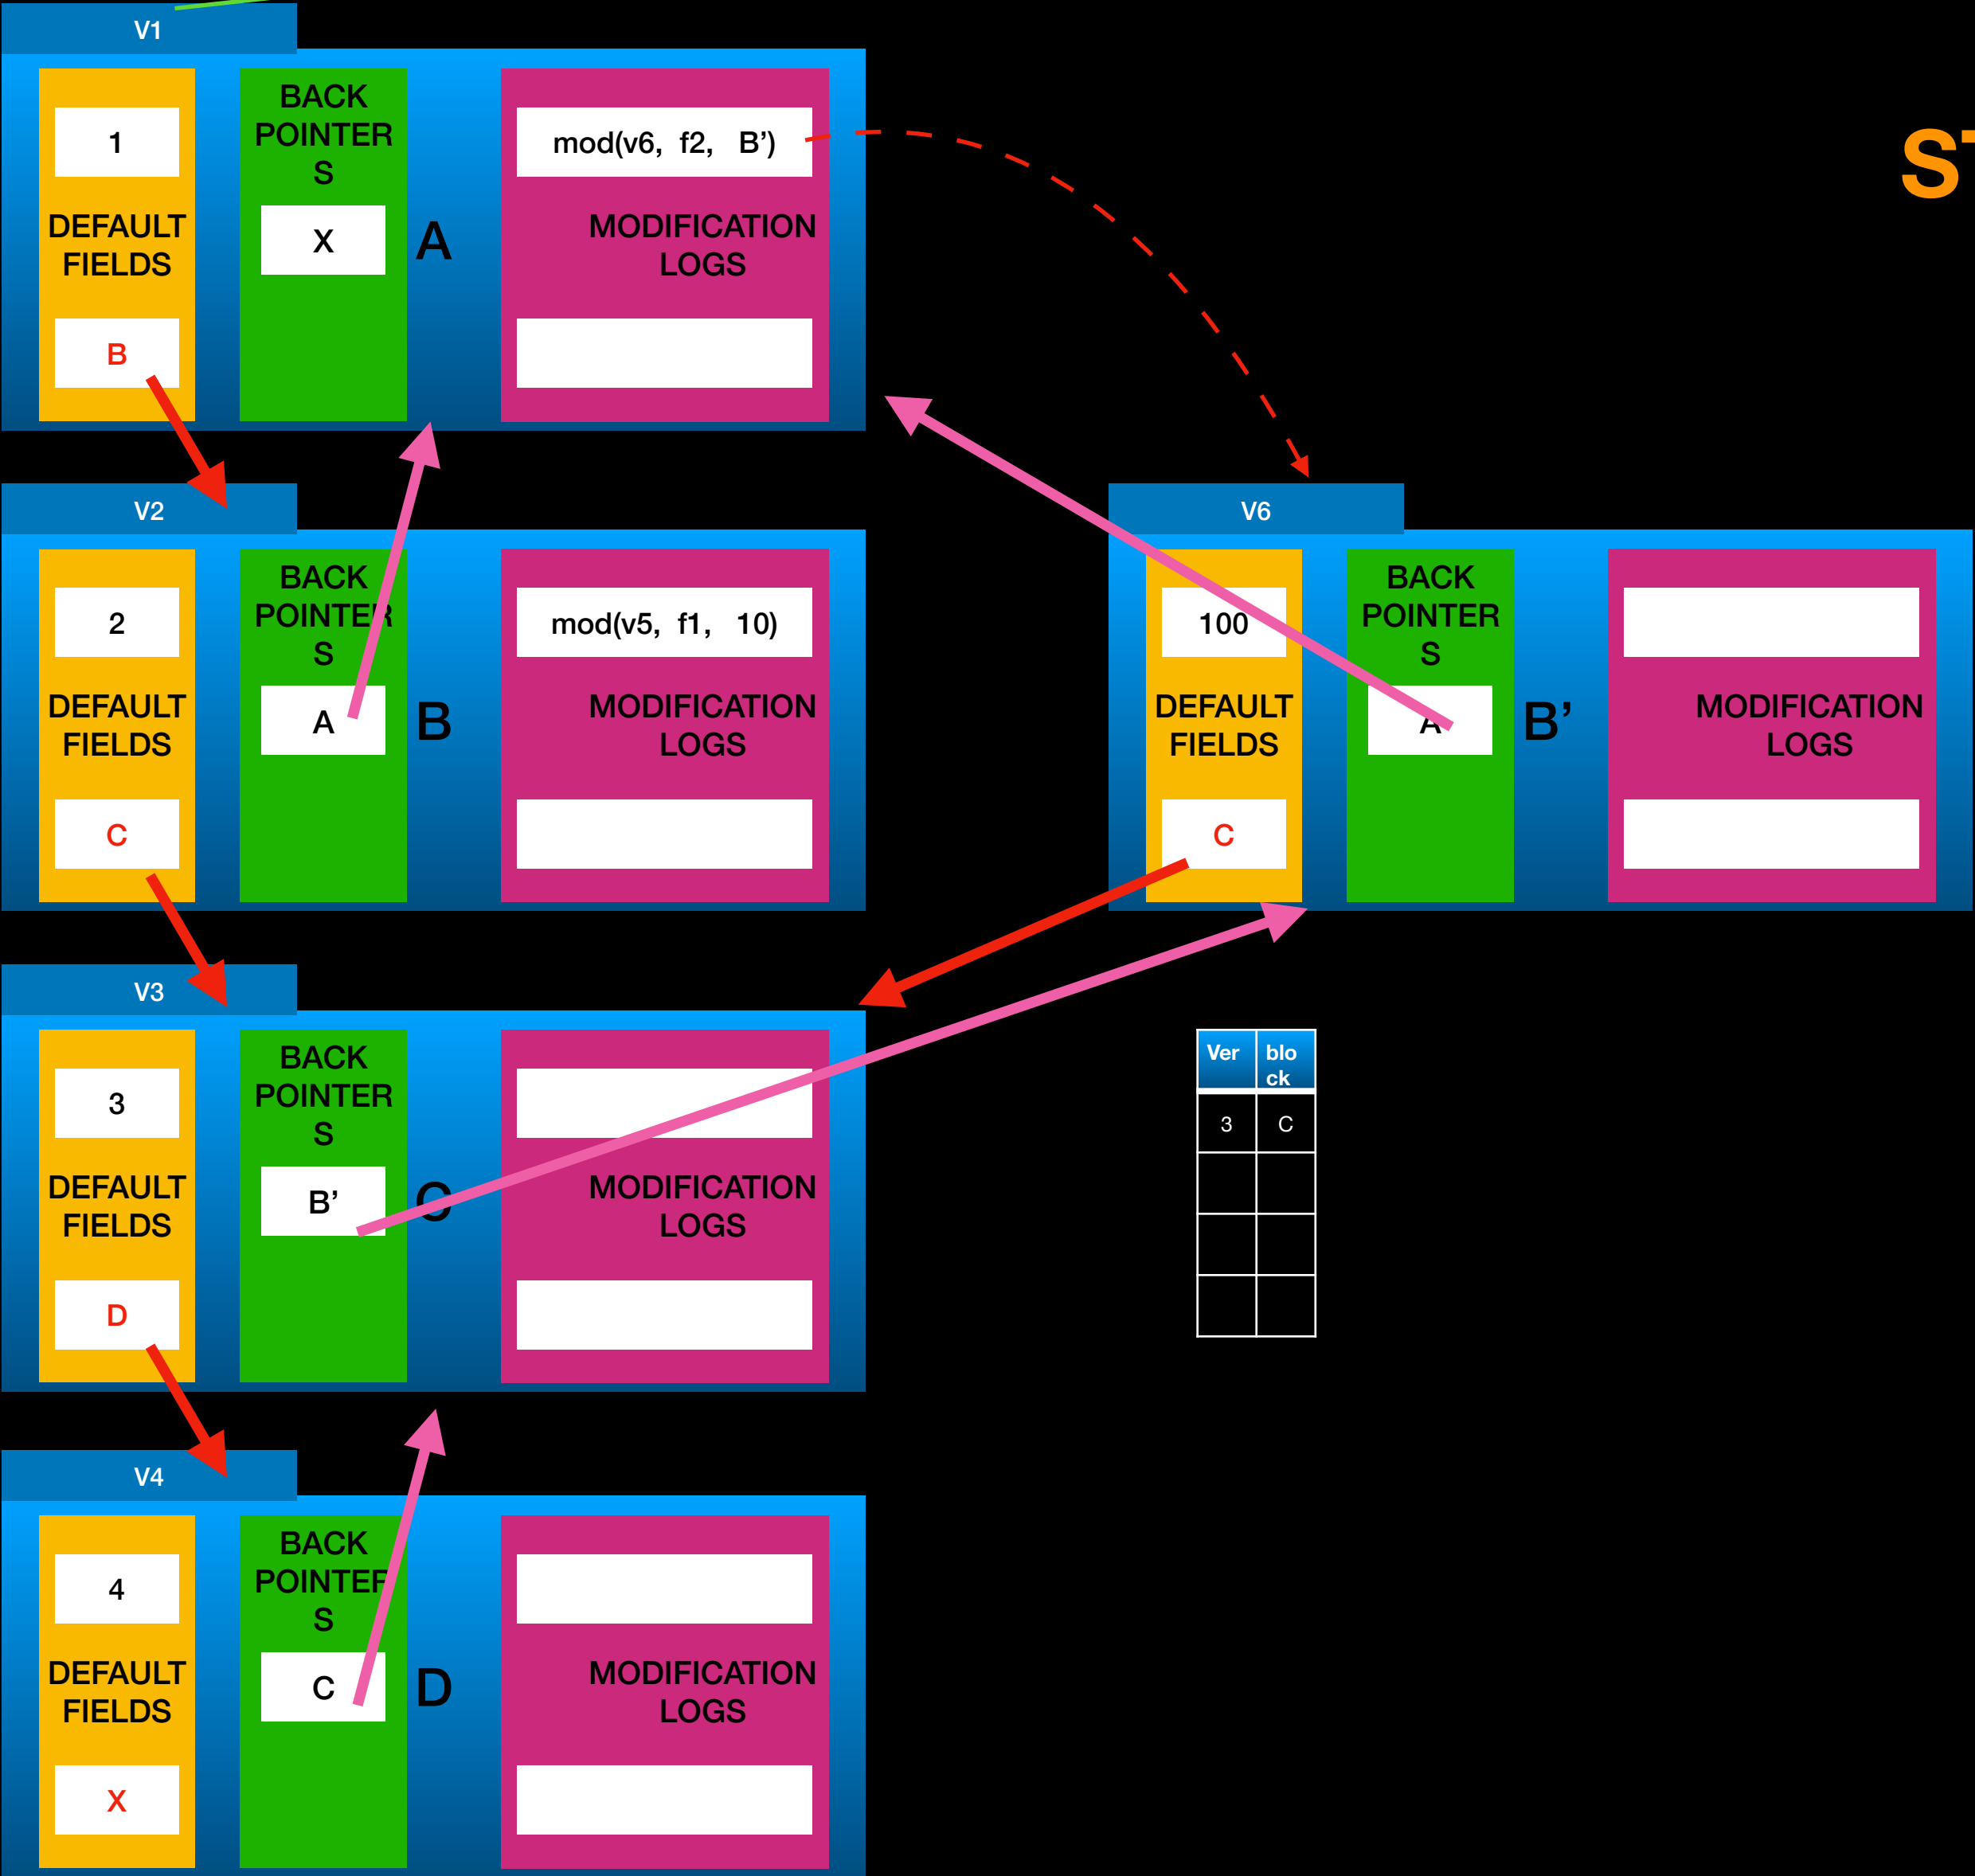 V1
1
DEFAULT
FIELDS
B
BACK
POINTER
S
X
A
mod(v6, f2, B’)
MODIFICATION
LOGS
V2
2
DEFAULT
FIELDS
C
BACK
POINTER
S
A
B
mod(v5, f1, 10)
MODIFICATION
LOGS
V6
100
DEFAULT
FIELDS
C
BACK
POINTER
S
A
B’
MODIFICATION
LOGS
V3
3
DEFAULT
FIELDS
D
BACK
POINTER
S
B’
C
MODIFICATION
LOGS
Ver
blo
ck
3
C
V4
4
DEFAULT
FIELDS
X
BACK
POINTER
S
C
D
MODIFICATION
LOGS